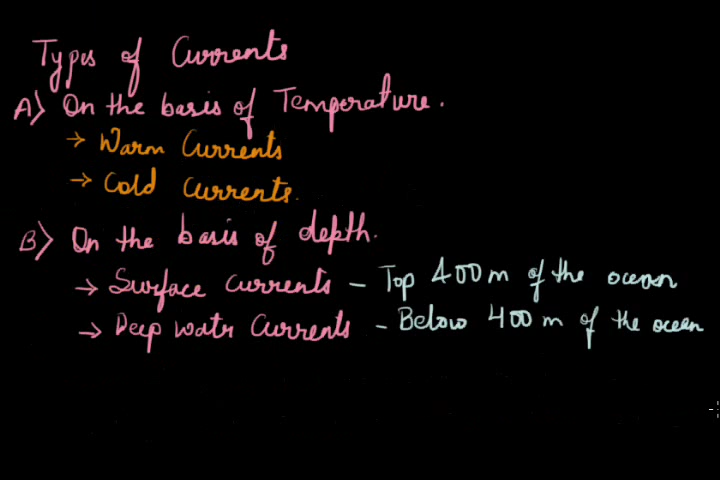 Types of Currents
A) On the basis of Temperature.
→ Warm Currents
→ Cold Currents.
B) On the basis of depth.
→ Surface Currents – Top 400 m of the ocean
→ Deep water Currents – Below 400 m of the ocean